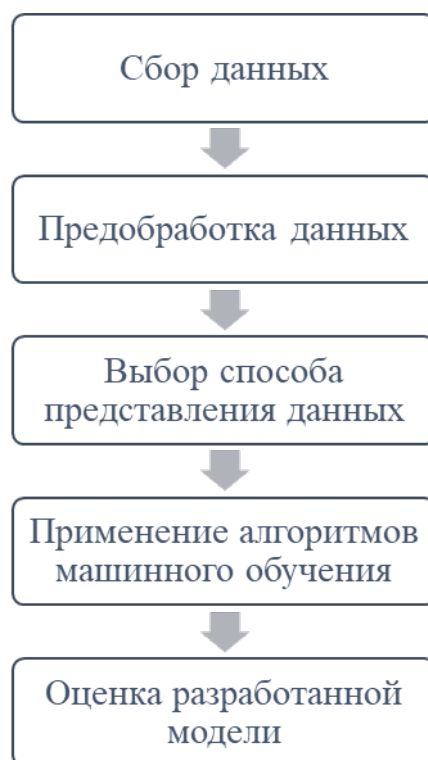 Сбор данных
Предобработка данных
Выбор способа
представления данных
Применение алгоритмов
машинного обучения
Оценка разработанной
модели